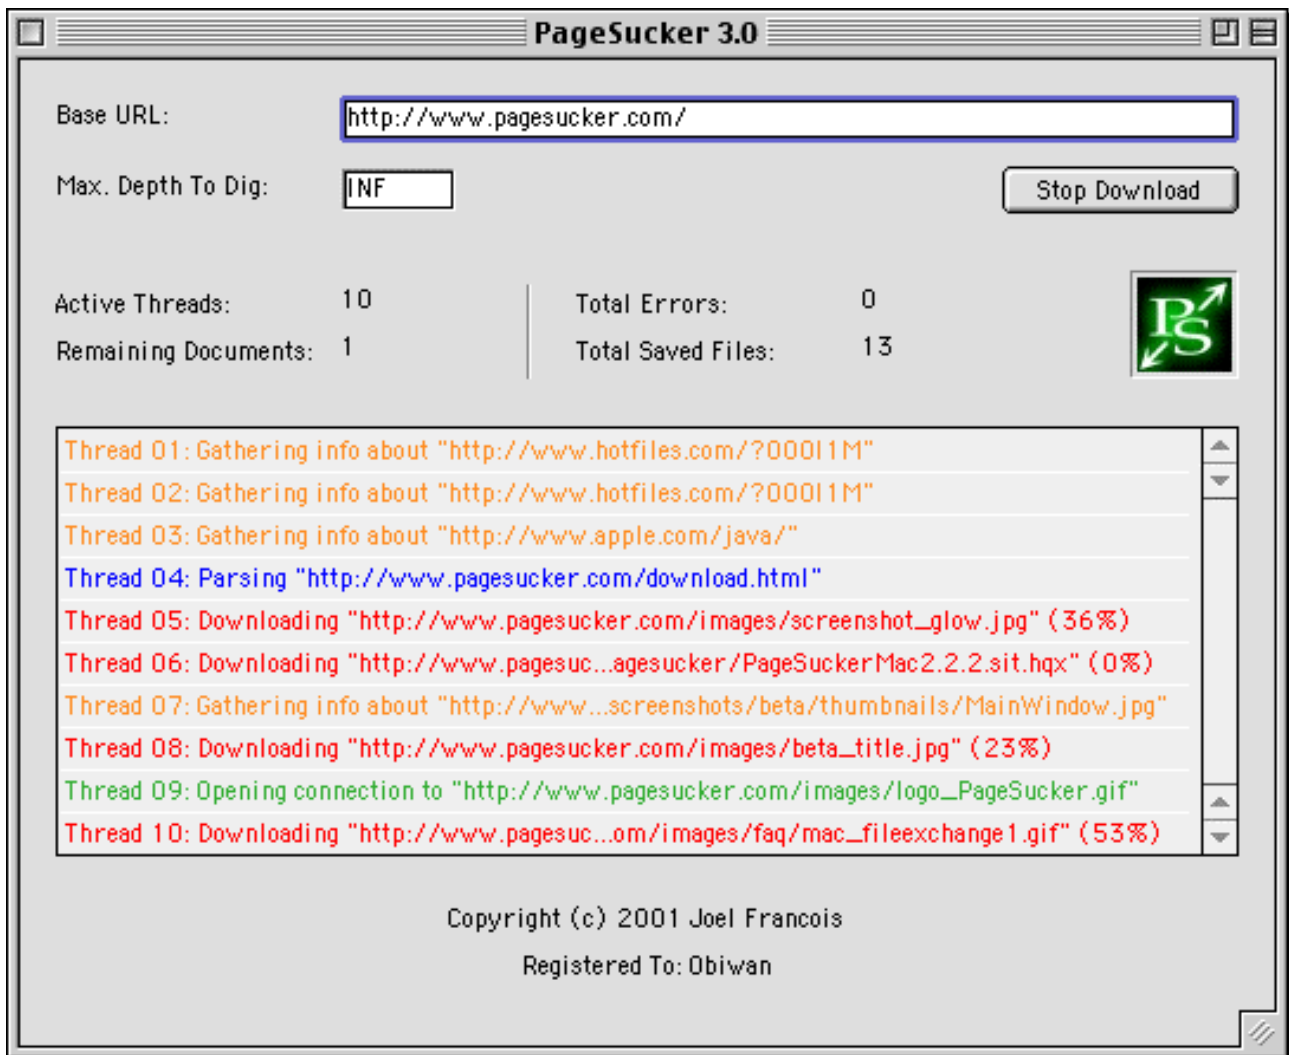 PageSucker 3.0
Base URL: http://www.pagesucker.com/
Max. Depth To Dig: INF Stop Download
Active Threads: 10 Total Errors: 0
Remaining Documents: 1 Total Saved Files: 13
PS
Thread 01: Gathering info about "http://www.hotfiles.com/?000I1M"
Thread 02: Gathering info about "http://www.hotfiles.com/?000I1M"
Thread 03: Gathering info about "http://www.apple.com/java/"
Thread 04: Parsing "http://www.pagesucker.com/download.html"
Thread 05: Downloading "http://www.pagesucker.com/images/screenshot_glow.jpg" (36%)
Thread 06: Downloading "http://www.pagesuc...agesucker/PageSuckerMac2.2.2.sit.hqx" (0%)
Thread 07: Gathering info about "http://www...screenshots/beta/thumbnails/MainWindow.jpg"
Thread 08: Downloading "http://www.pagesucker.com/images/beta_title.jpg" (23%)
Thread 09: Opening connection to "http://www.pagesucker.com/images/logo_PageSucker.gif"
Thread 10: Downloading "http://www.pagesuc...om/images/faq/mac_fileexchange1.gif" (53%)
Copyright (c) 2001 Joel Francois
Registered To: Obiwan